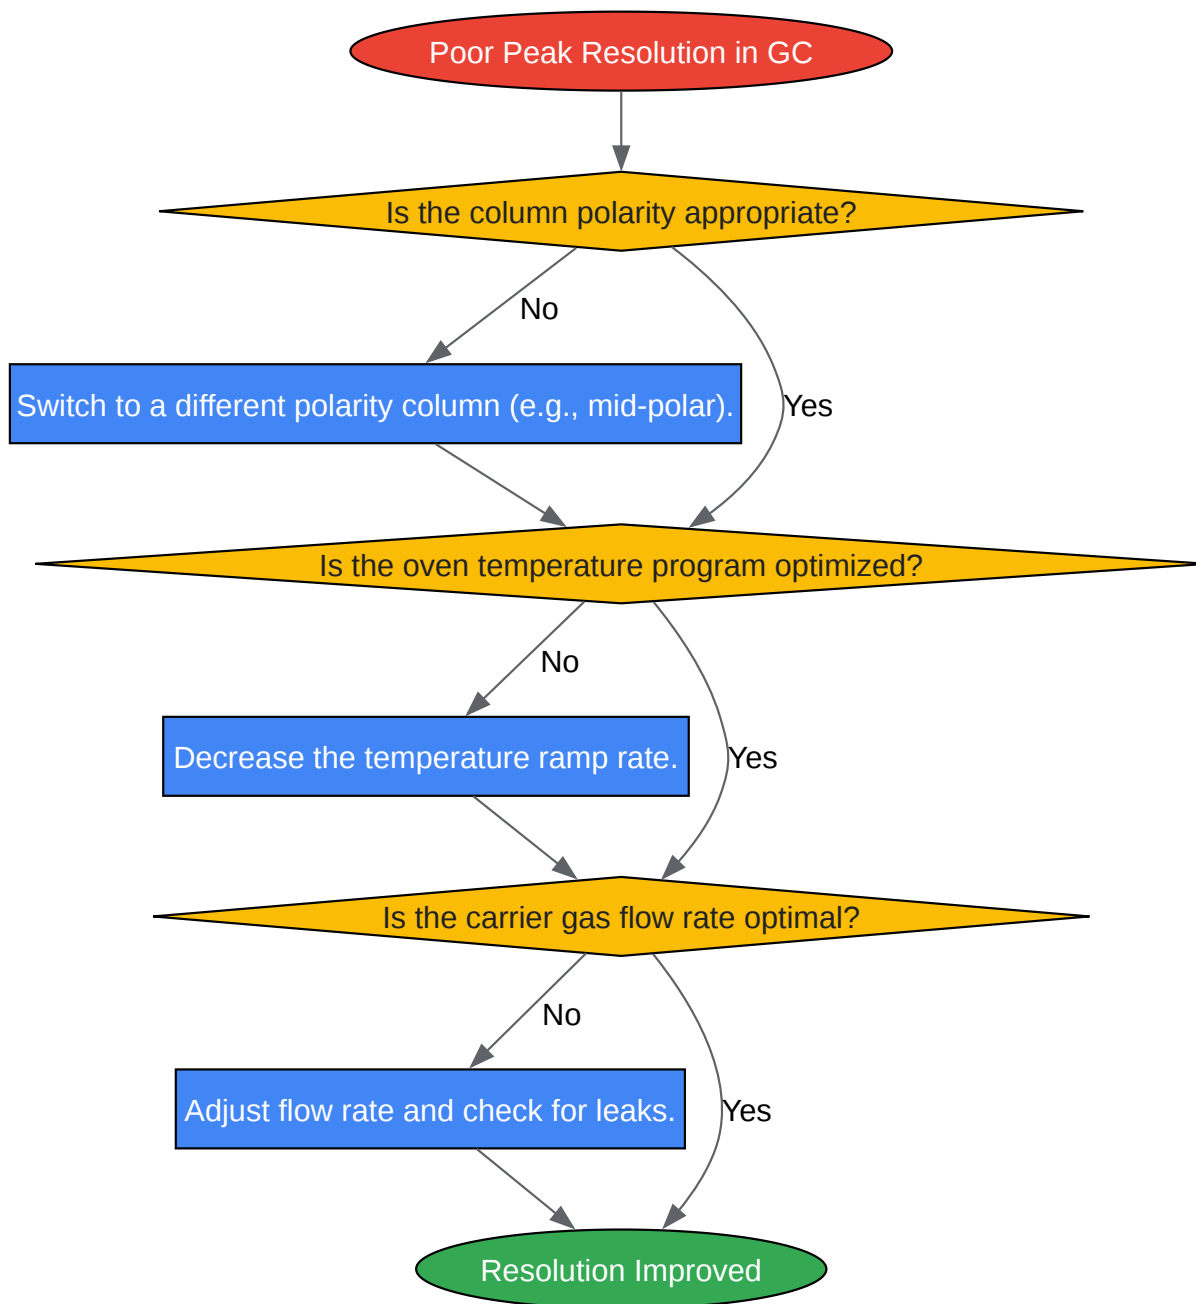 Poor Peak Resolution in GC
Is the column polarity appropriate?
No
Switch to a different polarity column (e.g., mid-polar).
Yes
Is the oven temperature program optimized?
No
Decrease the temperature ramp rate.
Yes
Is the carrier gas flow rate optimal?
No
Adjust flow rate and check for leaks.
Yes
Resolution Improved